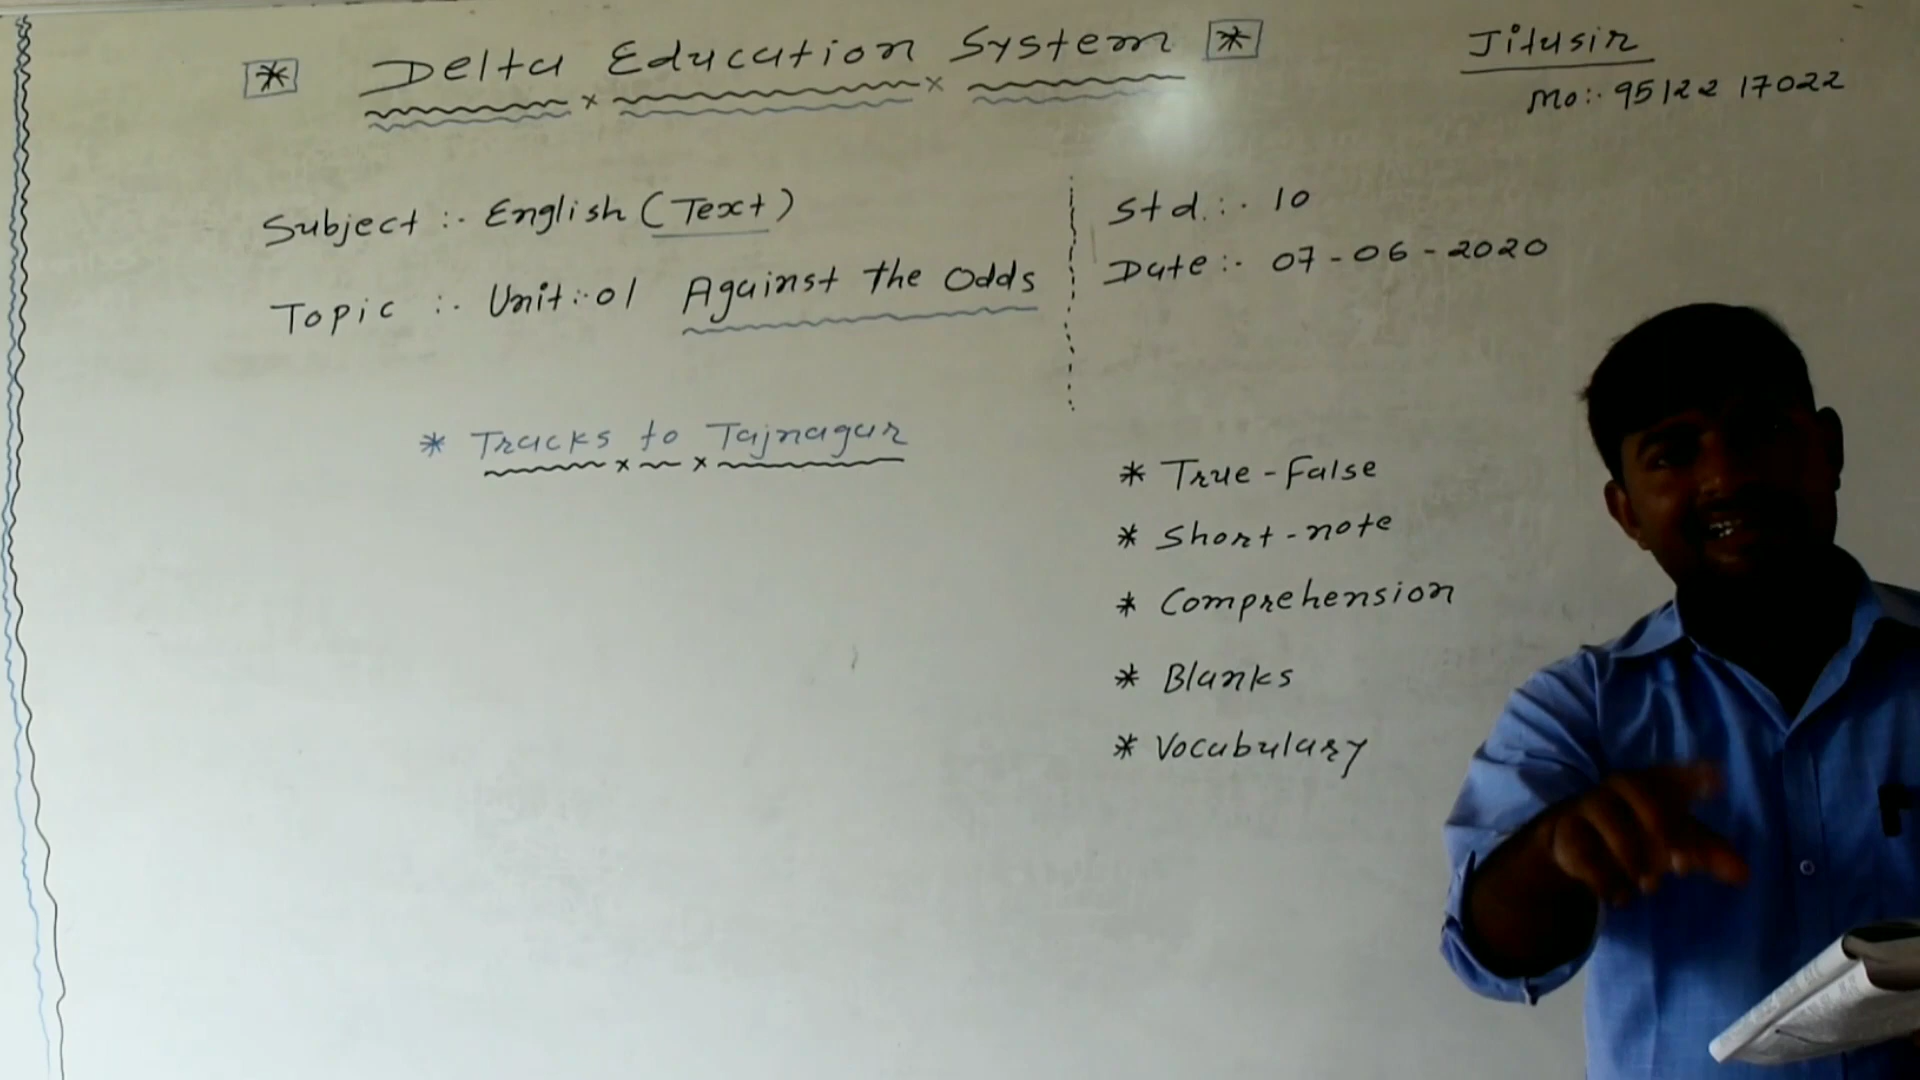 * Delta Education System *
Jitusir
Mo:- 95122 17022
Subject :- English (Text)
Topic :- Unit:-01 Against the Odds
Std. :- 10
Date :- 07-06-2020
* Tracks to Tajnagar
* True-False
* Short-note
* Comprehension
* Blanks
* Vocabulary